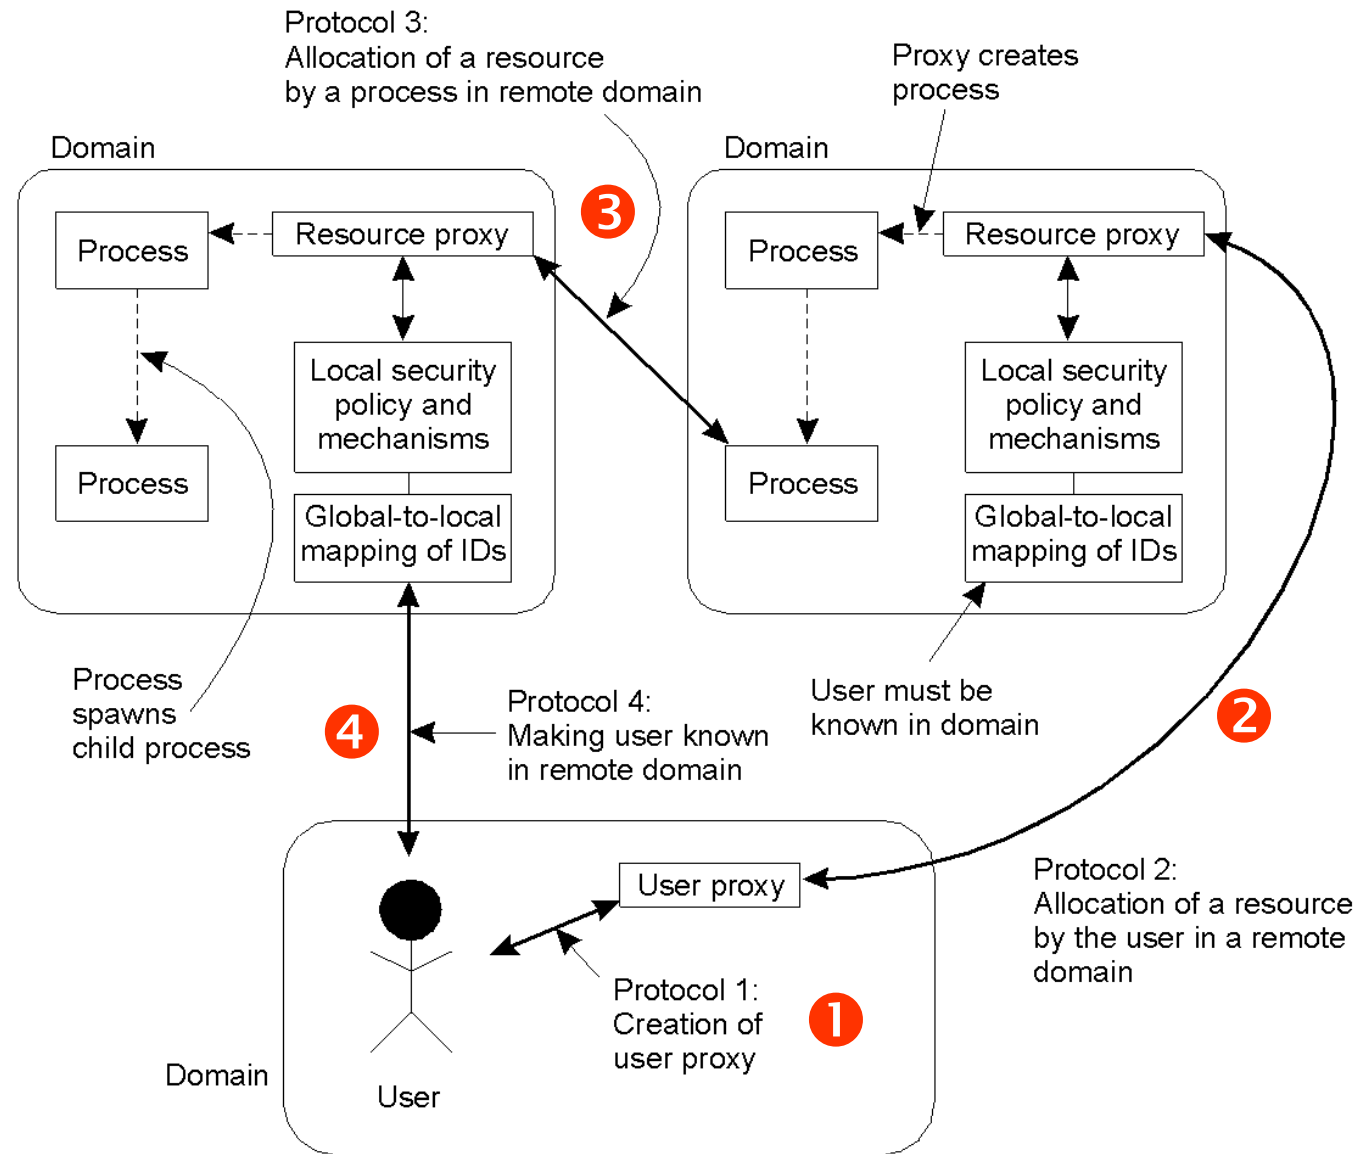 Protocol 3:
Allocation of a resource
by a process in remote domain
Proxy creates
process
Domain
Domain
3
Process
Resource proxy
Process
Resource proxy
Local security
policy and
mechanisms
Local security
policy and
mechanisms
Process
Process
Global-to-local
mapping of IDs
Global-to-local
mapping of IDs
Process
spawns
child process
4
Protocol 4:
Making user known
in remote domain
User must be
known in domain
2
User proxy
Protocol 2:
Allocation of a resource
by the user in a remote
domain
Protocol 1:
Creation of
user proxy
1
Domain
User